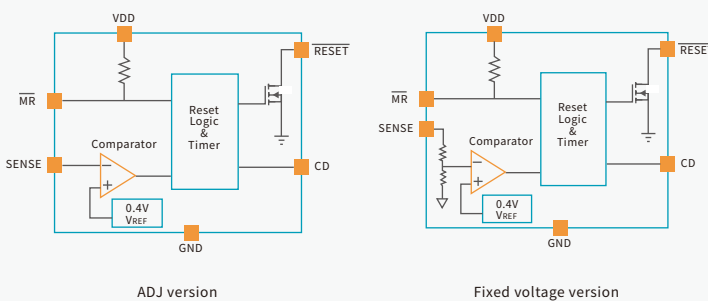 VDD
RESET
MR
Reset
Logic
&
Timer
Comparator
SENSE
CD
0.4V
VREF
GND
ADJ version
VDD
RESET
MR
SENSE
Reset
Logic
&
Timer
Comparator
CD
0.4V
VREF
GND
Fixed voltage version